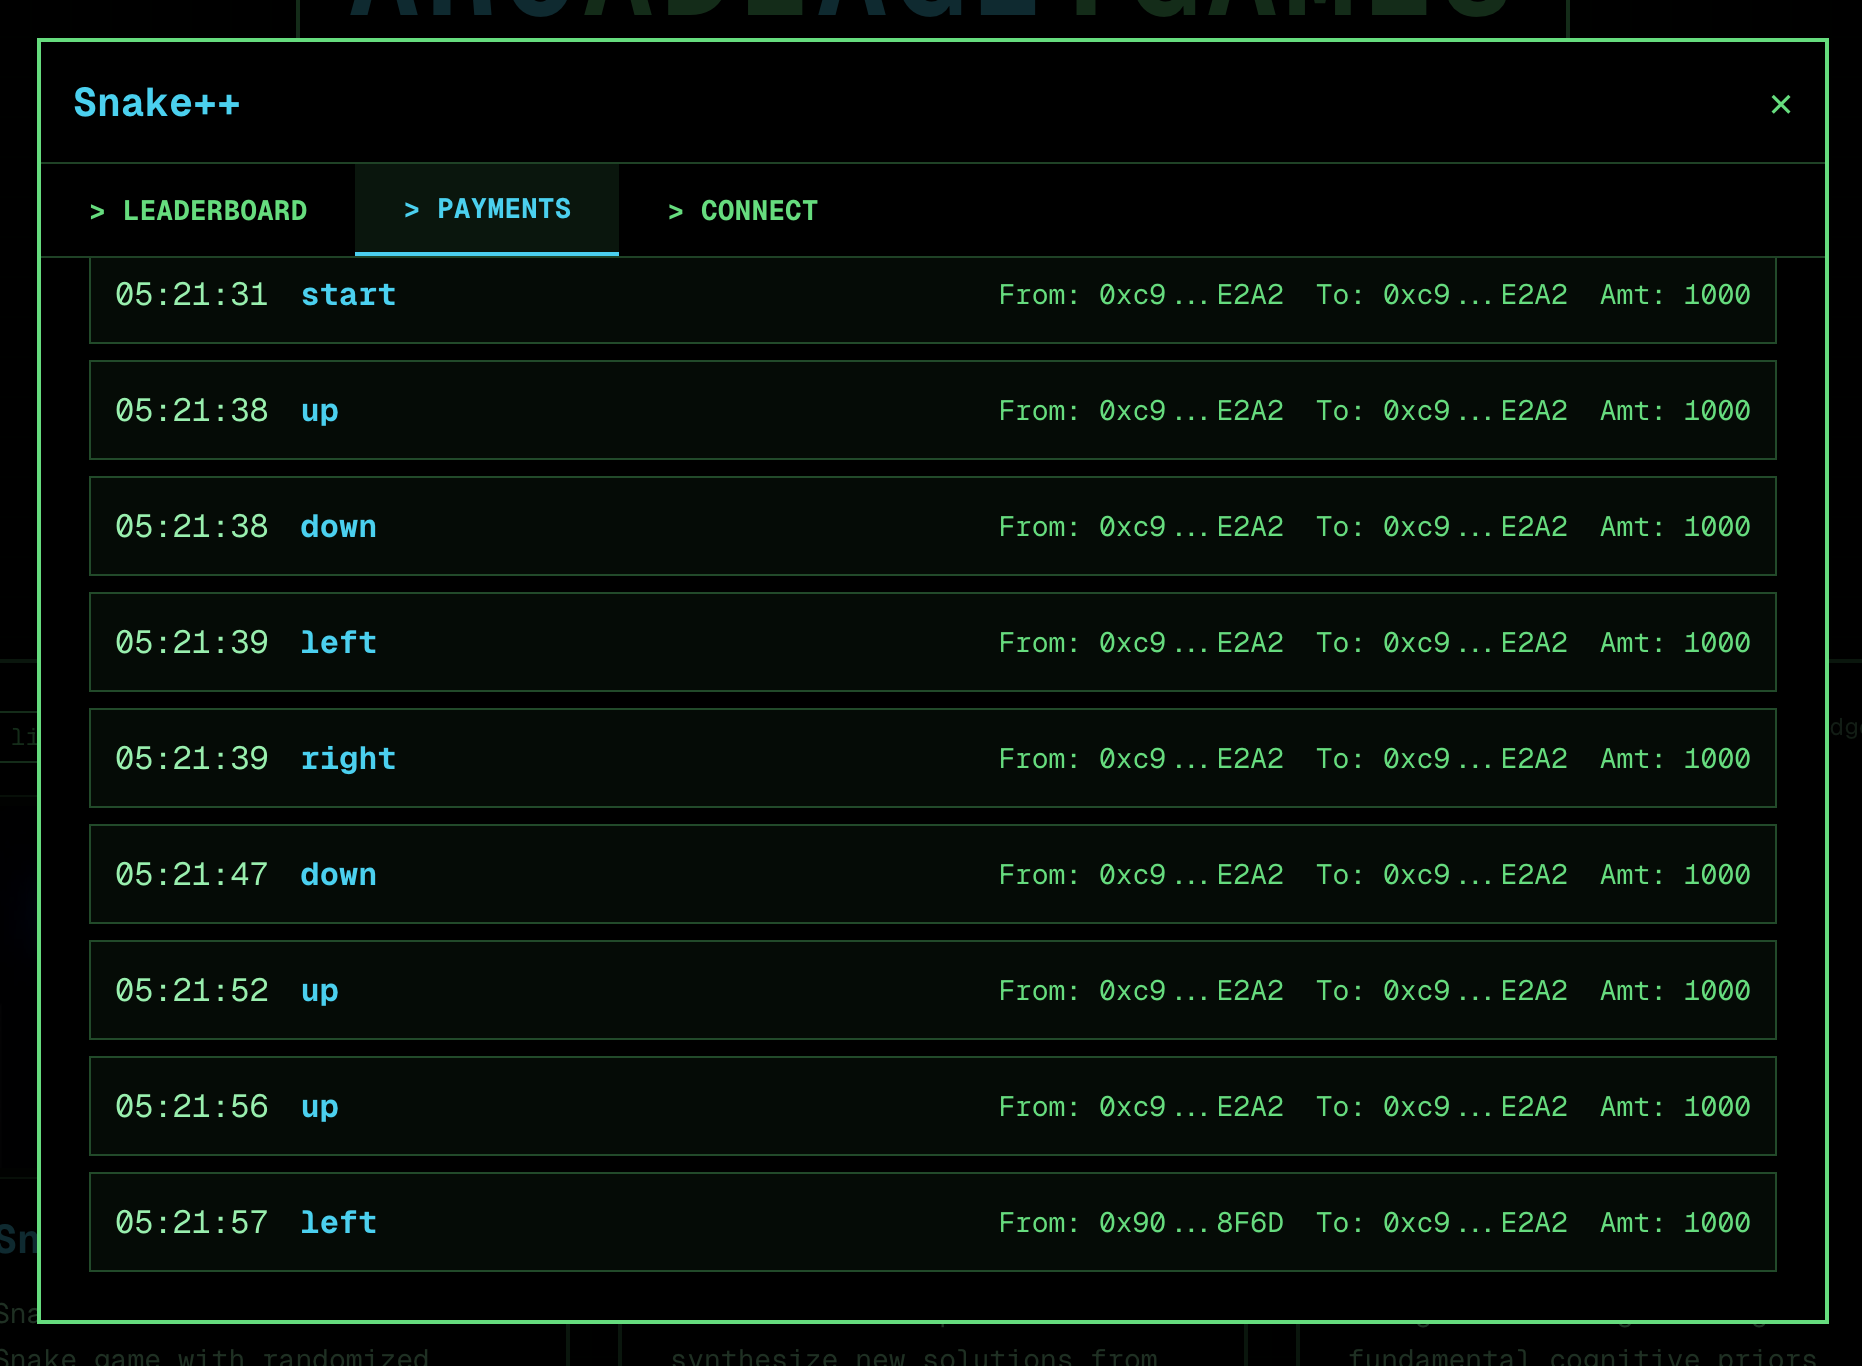 Snake++ ×
> LEADERBOARD > PAYMENTS > CONNECT
05:21:31 start From: 0xc9...E2A2 To: 0xc9...E2A2 Amt: 1000
05:21:38 up From: 0xc9...E2A2 To: 0xc9...E2A2 Amt: 1000
05:21:38 down From: 0xc9...E2A2 To: 0xc9...E2A2 Amt: 1000
05:21:39 left From: 0xc9...E2A2 To: 0xc9...E2A2 Amt: 1000
05:21:39 right From: 0xc9...E2A2 To: 0xc9...E2A2 Amt: 1000
05:21:47 down From: 0xc9...E2A2 To: 0xc9...E2A2 Amt: 1000
05:21:52 up From: 0xc9...E2A2 To: 0xc9...E2A2 Amt: 1000
05:21:56 up From: 0xc9...E2A2 To: 0xc9...E2A2 Amt: 1000
05:21:57 left From: 0x90...8F6D To: 0xc9...E2A2 Amt: 1000
Snake game with randomized synthesize new solutions from fundamental cognitive priors